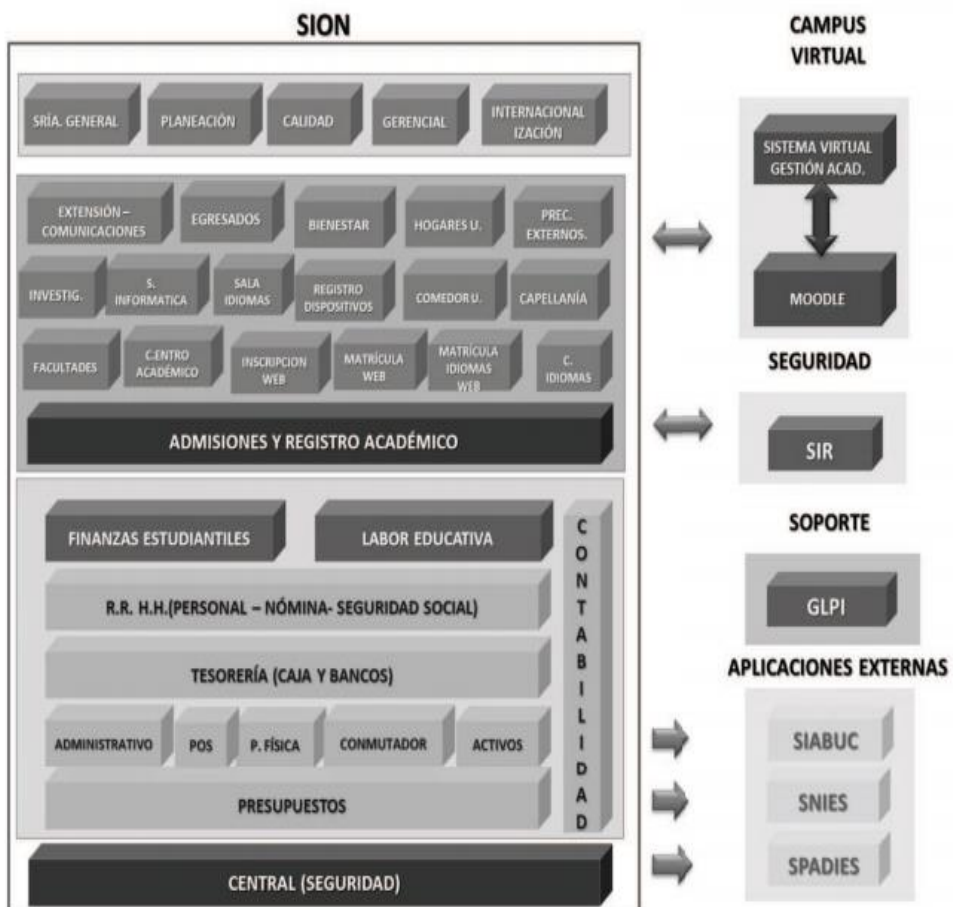 SION
CAMPUS
VIRTUAL
SRÍA. GENERAL
PLANEACIÓN
CALIDAD
GERENCIAL
INTERNACIONAL
IZACIÓN
SISTEMA VIRTUAL
GESTIÓN ACAD.
MOODLE
EXTENSIÓN –
COMUNICACIONES
EGRESADOS
BIENESTAR
HOGARES U.
PREC.
EXTERNOS.
INVESTIG.
S.
INFORMATICA
SALA
IDIOMAS
REGISTRO
DISPOSITIVOS
COMEDOR U.
CAPELLANÍA
FACULTADES
C.ENTRO
ACADÉMICO
INSCRIPCION
WEB
MATRÍCULA
WEB
MATRÍCULA
IDIOMAS
WEB
C.
IDIOMAS
ADMISIONES Y REGISTRO ACADÉMICO
SEGURIDAD
SIR
FINANZAS ESTUDIANTILES
LABOR EDUCATIVA
R.R. H.H.(PERSONAL – NÓMINA- SEGURIDAD SOCIAL)
TESORERÍA (CAJA Y BANCOS)
ADMINISTRATIVO
POS
P. FÍSICA
CONMUTADOR
ACTIVOS
PRESUPUESTOS
CONTABILIDAD
CENTRAL (SEGURIDAD)
SOPORTE
GLPI
APLICACIONES EXTERNAS
SIABUC
SNIES
SPADIES